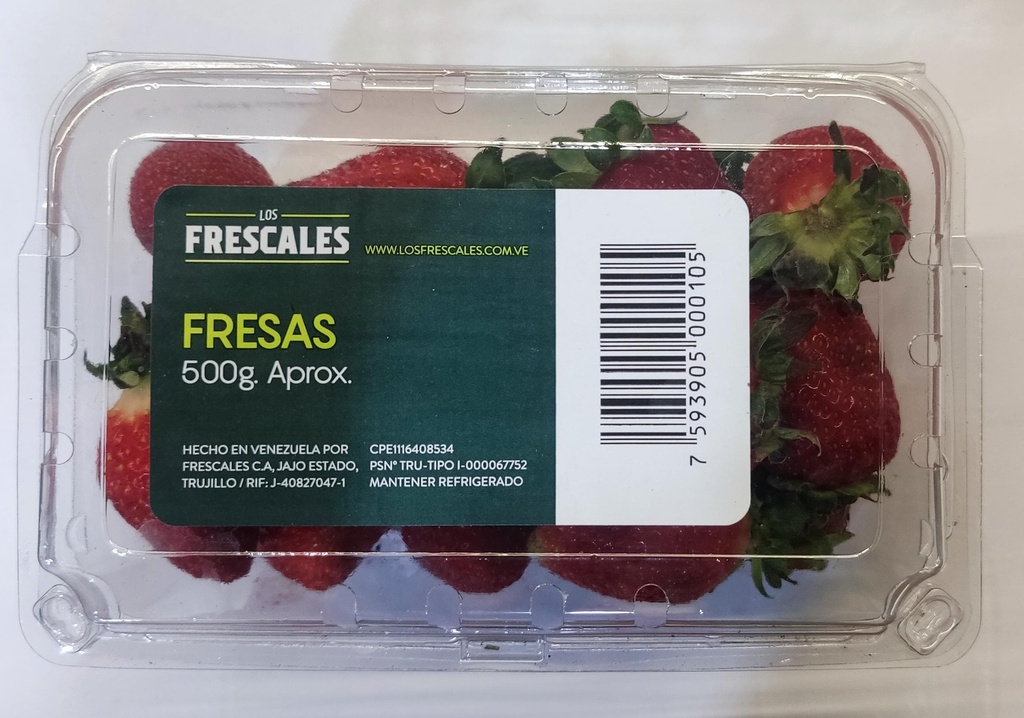 LOS
FRESCALES
WWW.LOSFRESCALES.COM.VE
FRESAS
500g. Aprox.
HECHO EN VENEZUELA POR
FRESCALES C.A, JAJO ESTADO,
TRUJILLO / RIF: J-40827047-1
CPE1116408534
PSN° TRU-TIPO I-000067752
MANTENER REFRIGERADO
7 593905 000105